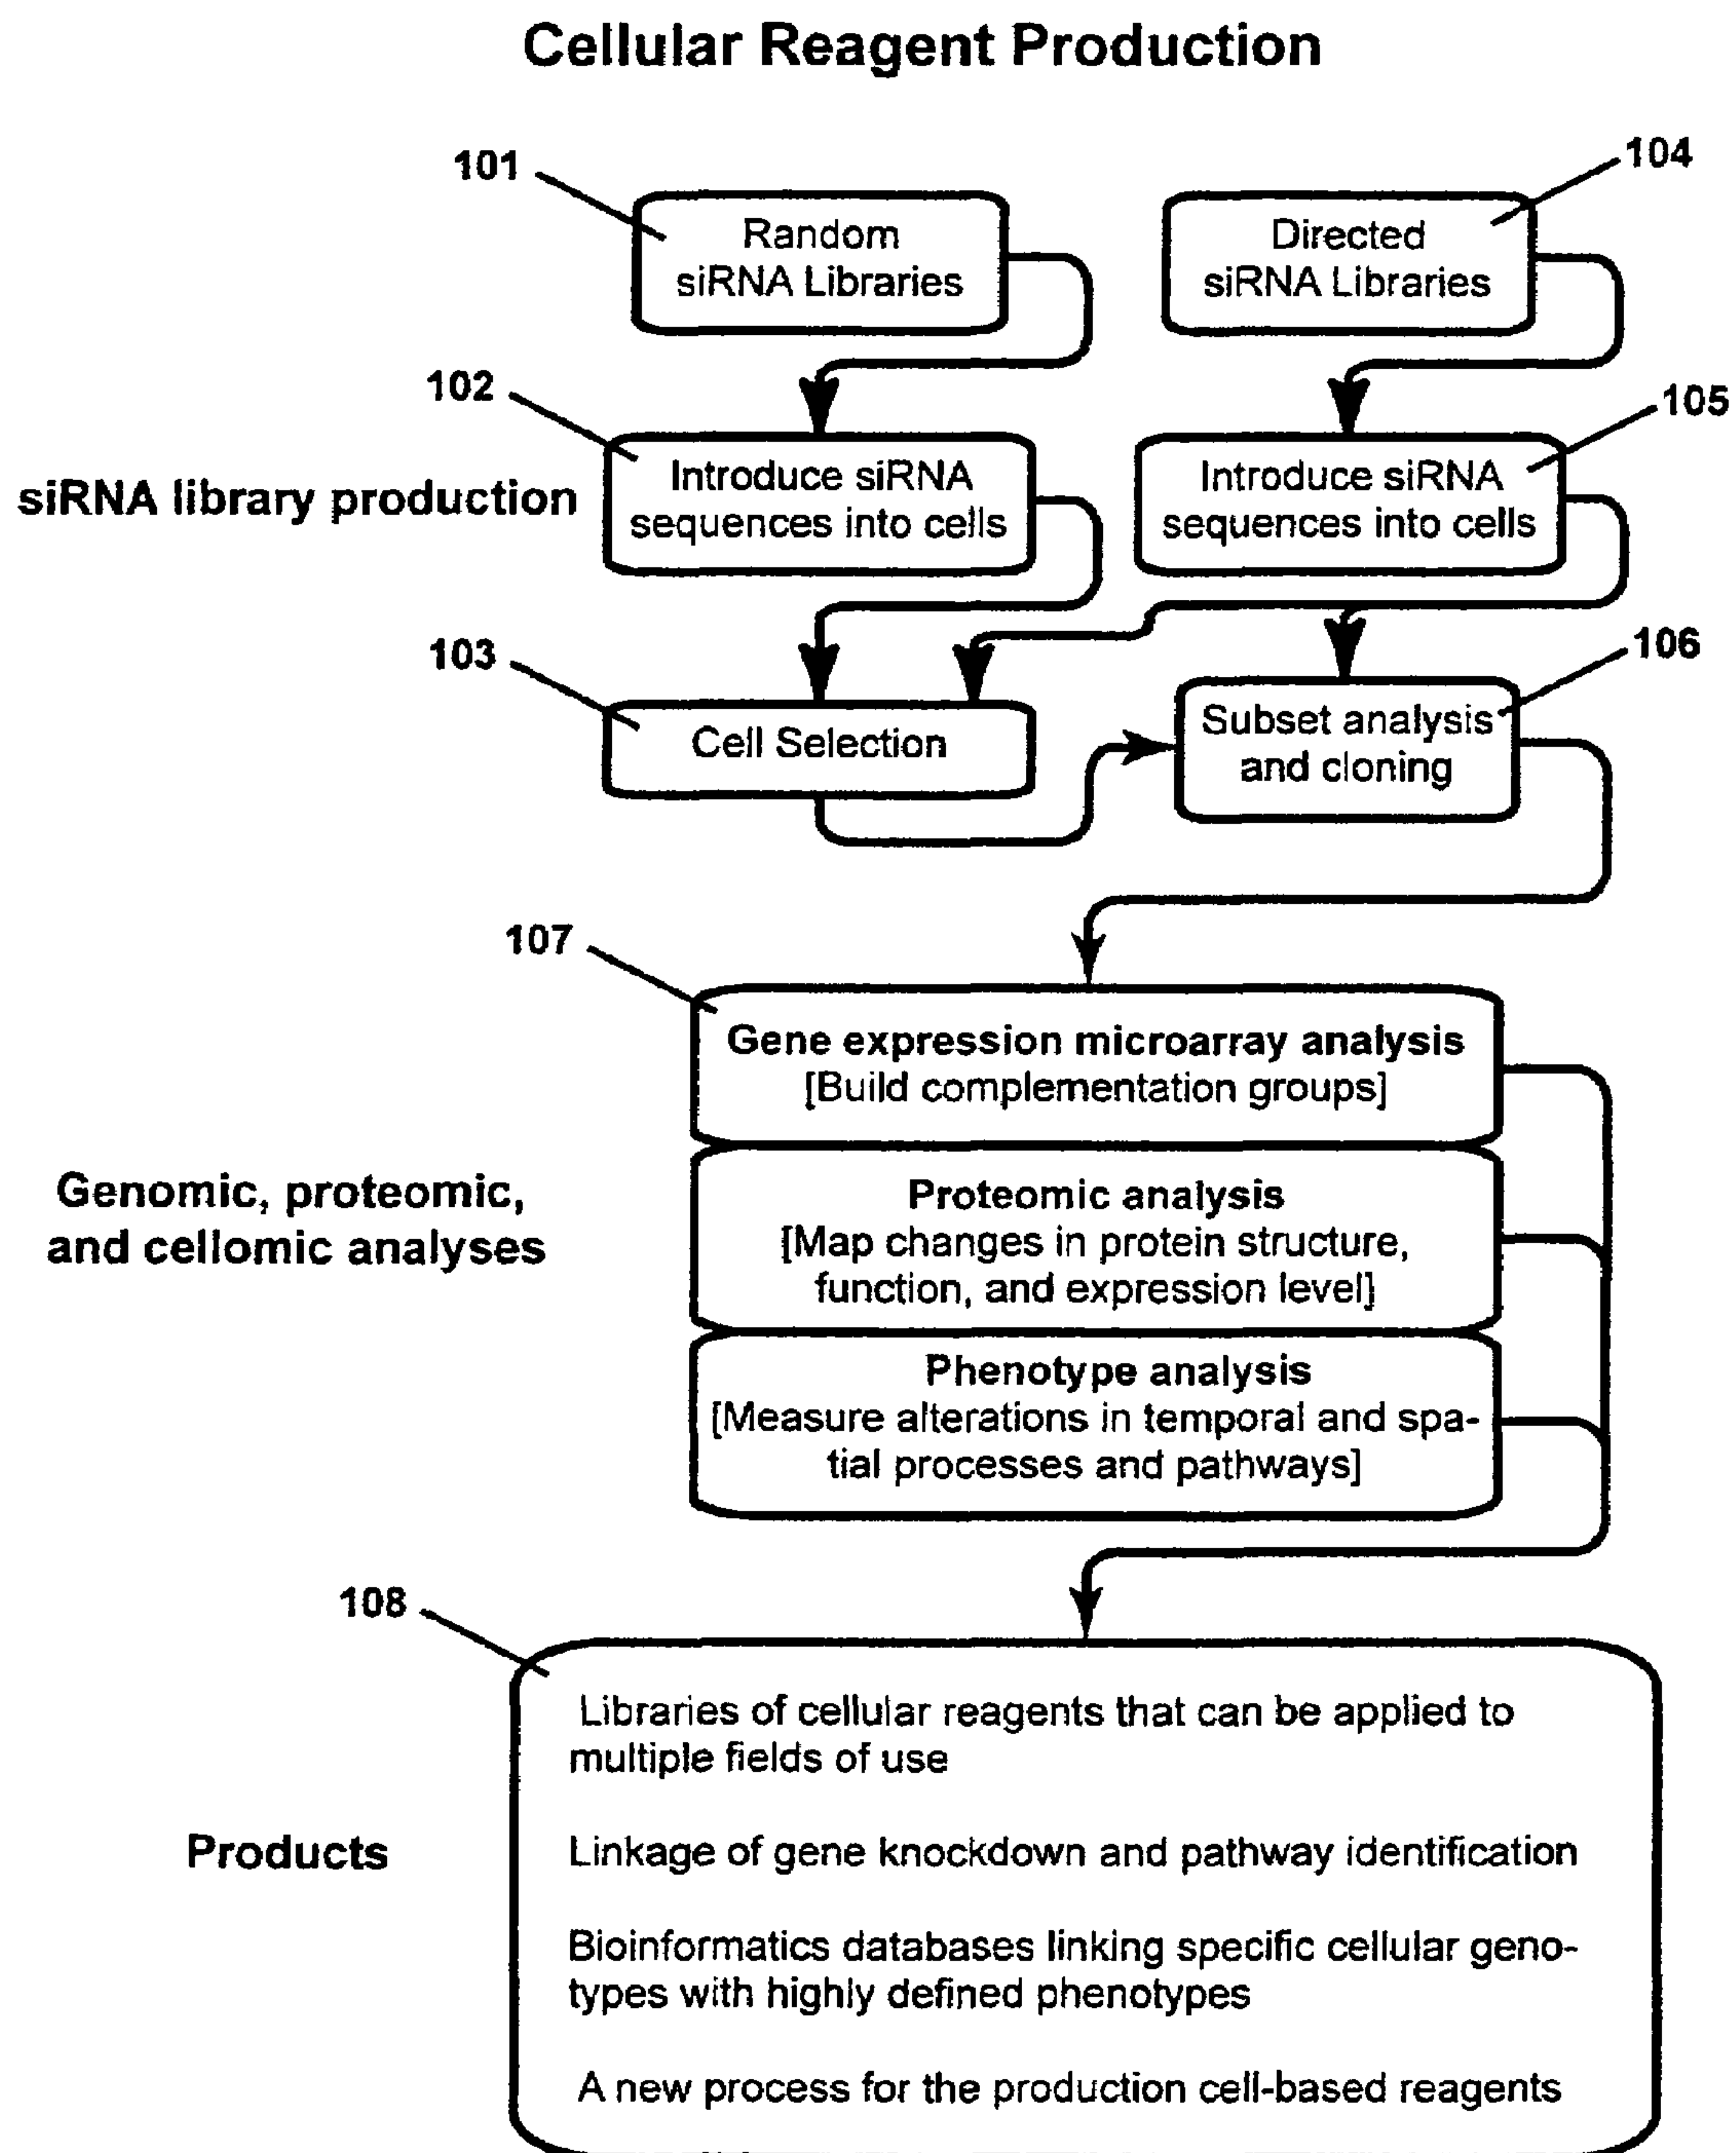 Cellular Reagent Production
101
104
Random
siRNA Libraries
Directed
siRNA Libraries
102
105
siRNA library production
Introduce siRNA
sequences into cells
Introduce siRNA
sequences into cells
103
106
Cell Selection
Subset analysis
and cloning
107
Gene expression microarray analysis
[Build complementation groups]
Genomic, proteomic,
and cellomic analyses
Proteomic analysis
[Map changes in protein structure,
function, and expression level]
Phenotype analysis
[Measure alterations in temporal and spa-
tial processes and pathways]
108
Products
Libraries of cellular reagents that can be applied to
multiple fields of use
Linkage of gene knockdown and pathway identification
Bioinformatics databases linking specific cellular geno-
types with highly defined phenotypes
A new process for the production cell-based reagents